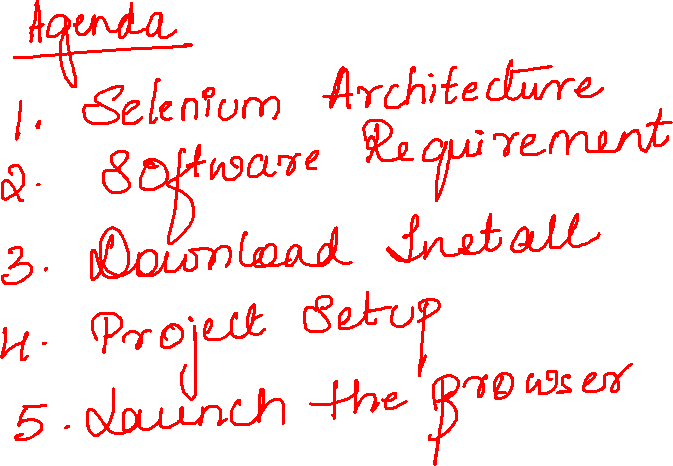 Agenda
1. Selenium Architecture
2. Software Requirement
3. Download Install
4. Project Setup
5. Launch the Browser